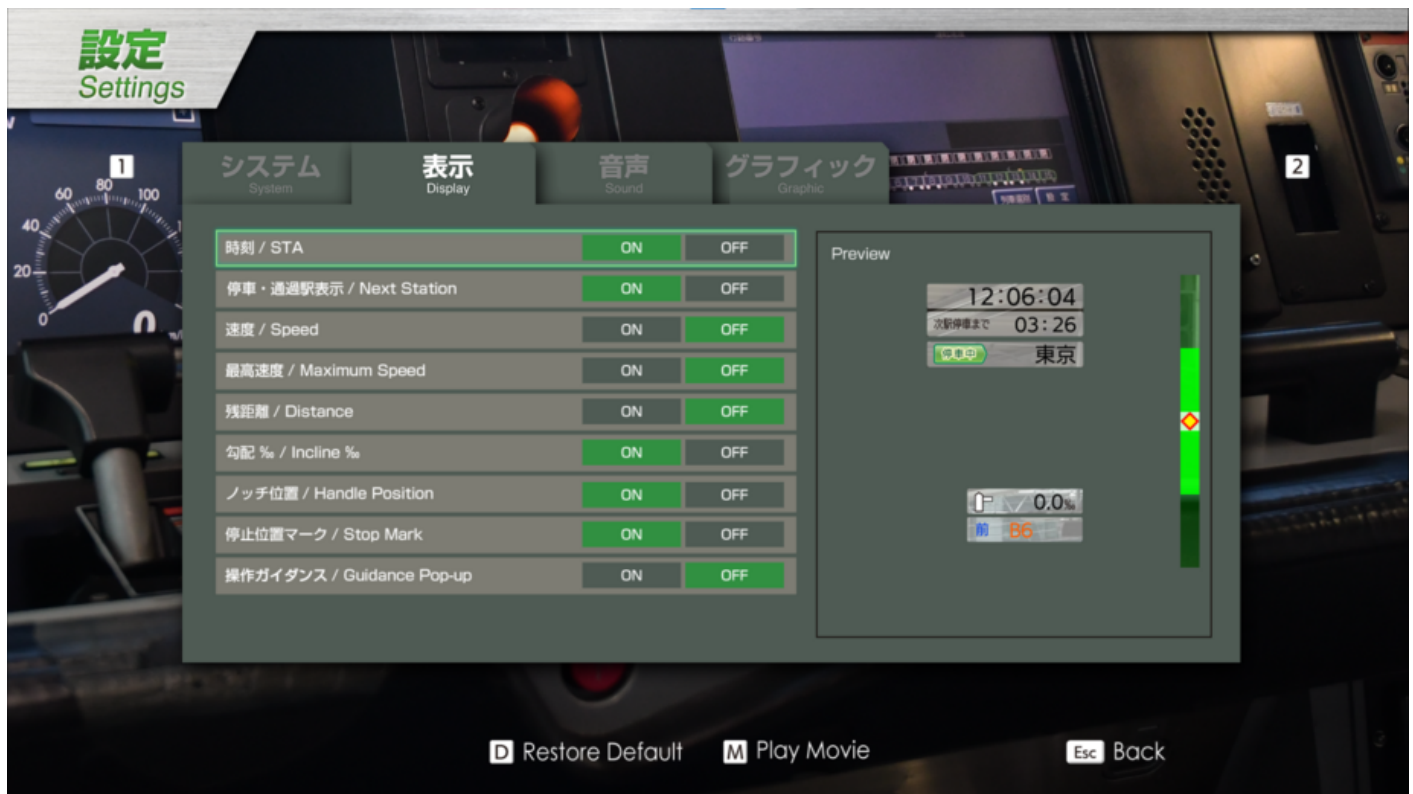 設定
Settings
1
2
システム
System
表示
Display
音声
Sound
グラフィック
Graphic
20
40
60
80
100
0
0
時刻 / STA ON OFF
停車・通過駅表示 / Next Station ON OFF
速度 / Speed ON OFF
最高速度 / Maximum Speed ON OFF
残距離 / Distance ON OFF
勾配 ‰ / Incline ‰ ON OFF
ノッチ位置 / Handle Position ON OFF
停止位置マーク / Stop Mark ON OFF
操作ガイダンス / Guidance Pop-up ON OFF
Preview
12:06:04
次駅停車まで 03:26
停車中 東京
0.0‰
前 B6
D Restore Default M Play Movie Esc Back